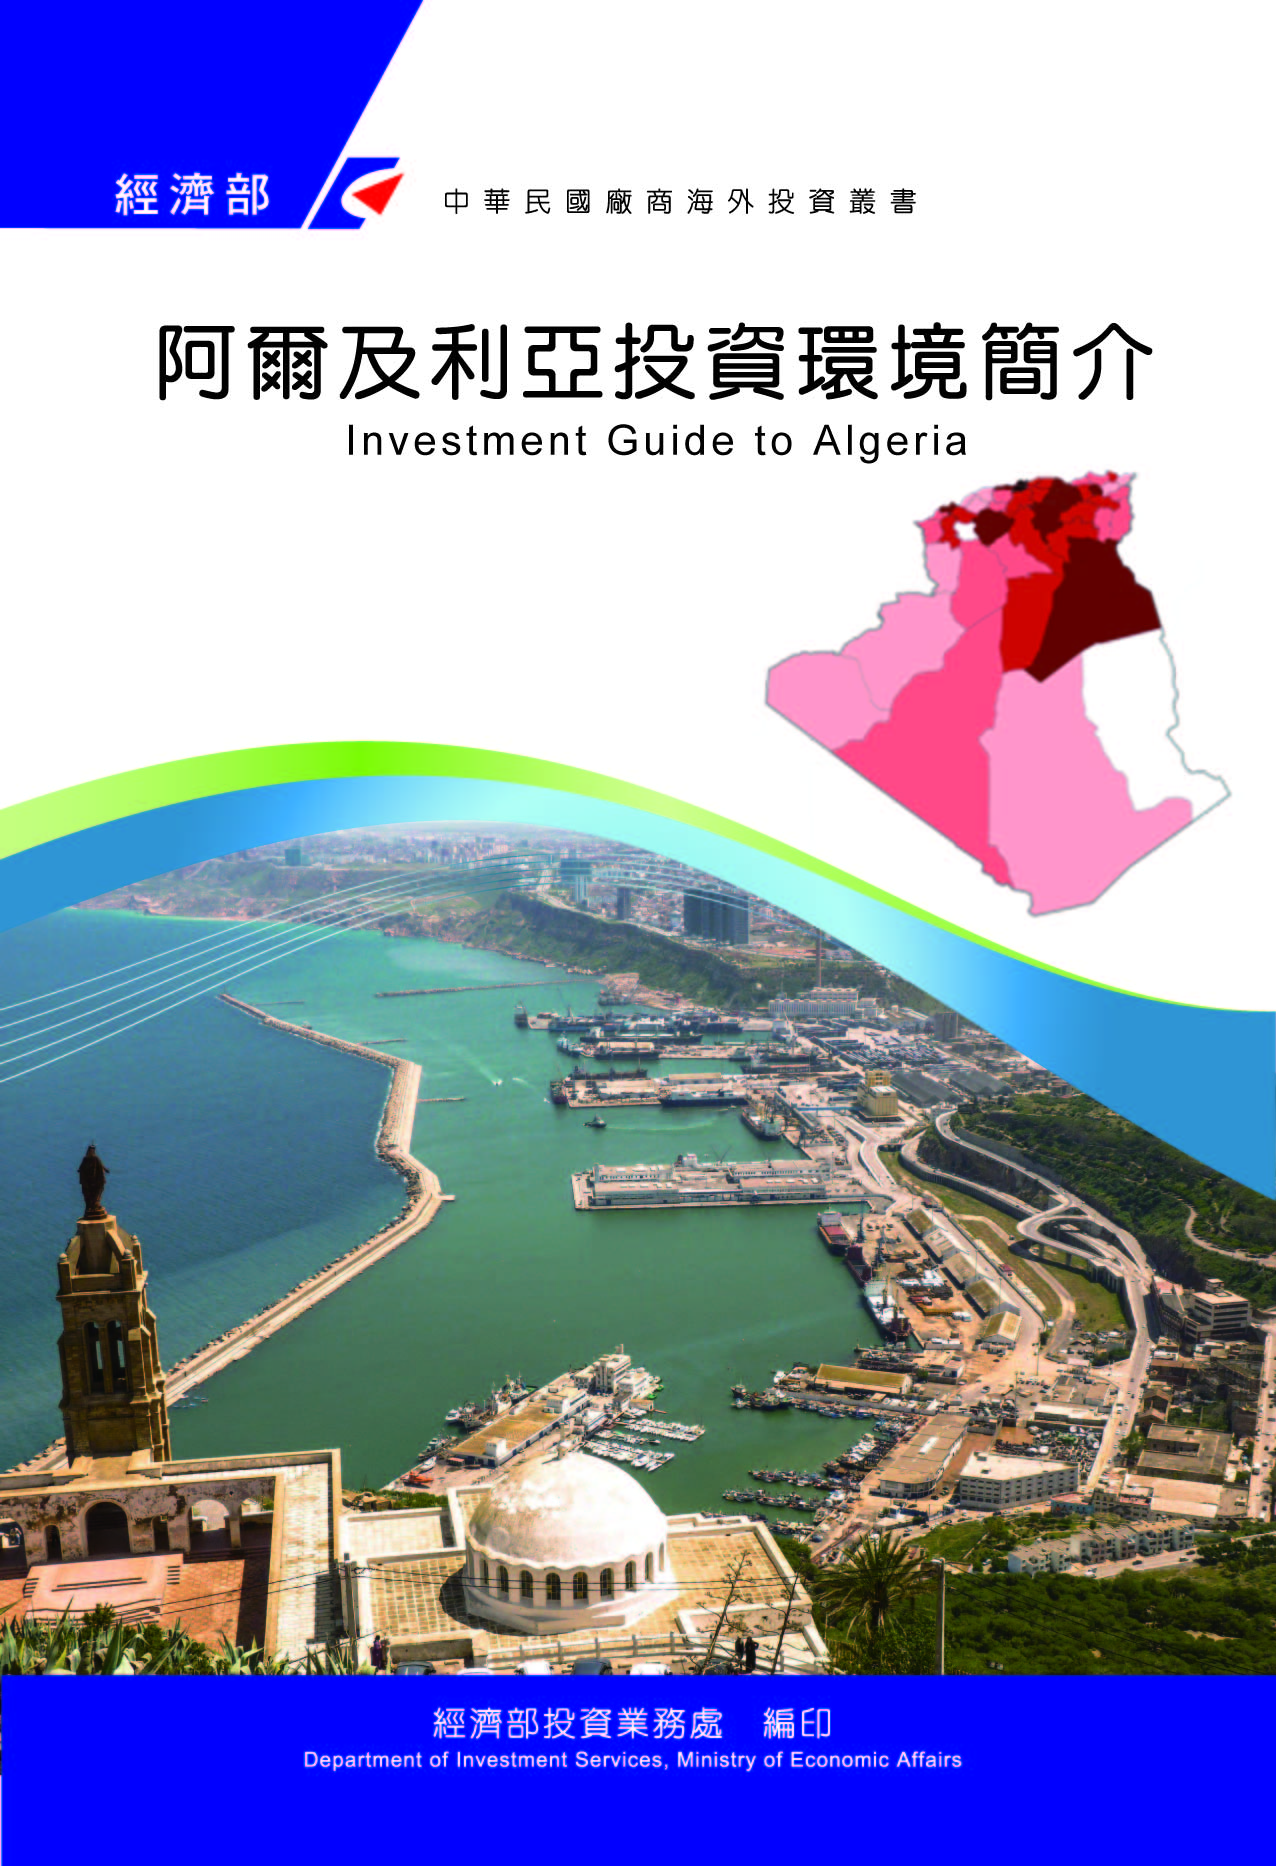 經濟部
中華民國廠商海外投資叢書
阿爾及利亞投資環境簡介
Investment Guide to Algeria
經濟部投資業務處 編印
Department of Investment Services, Ministry of Economic Affairs